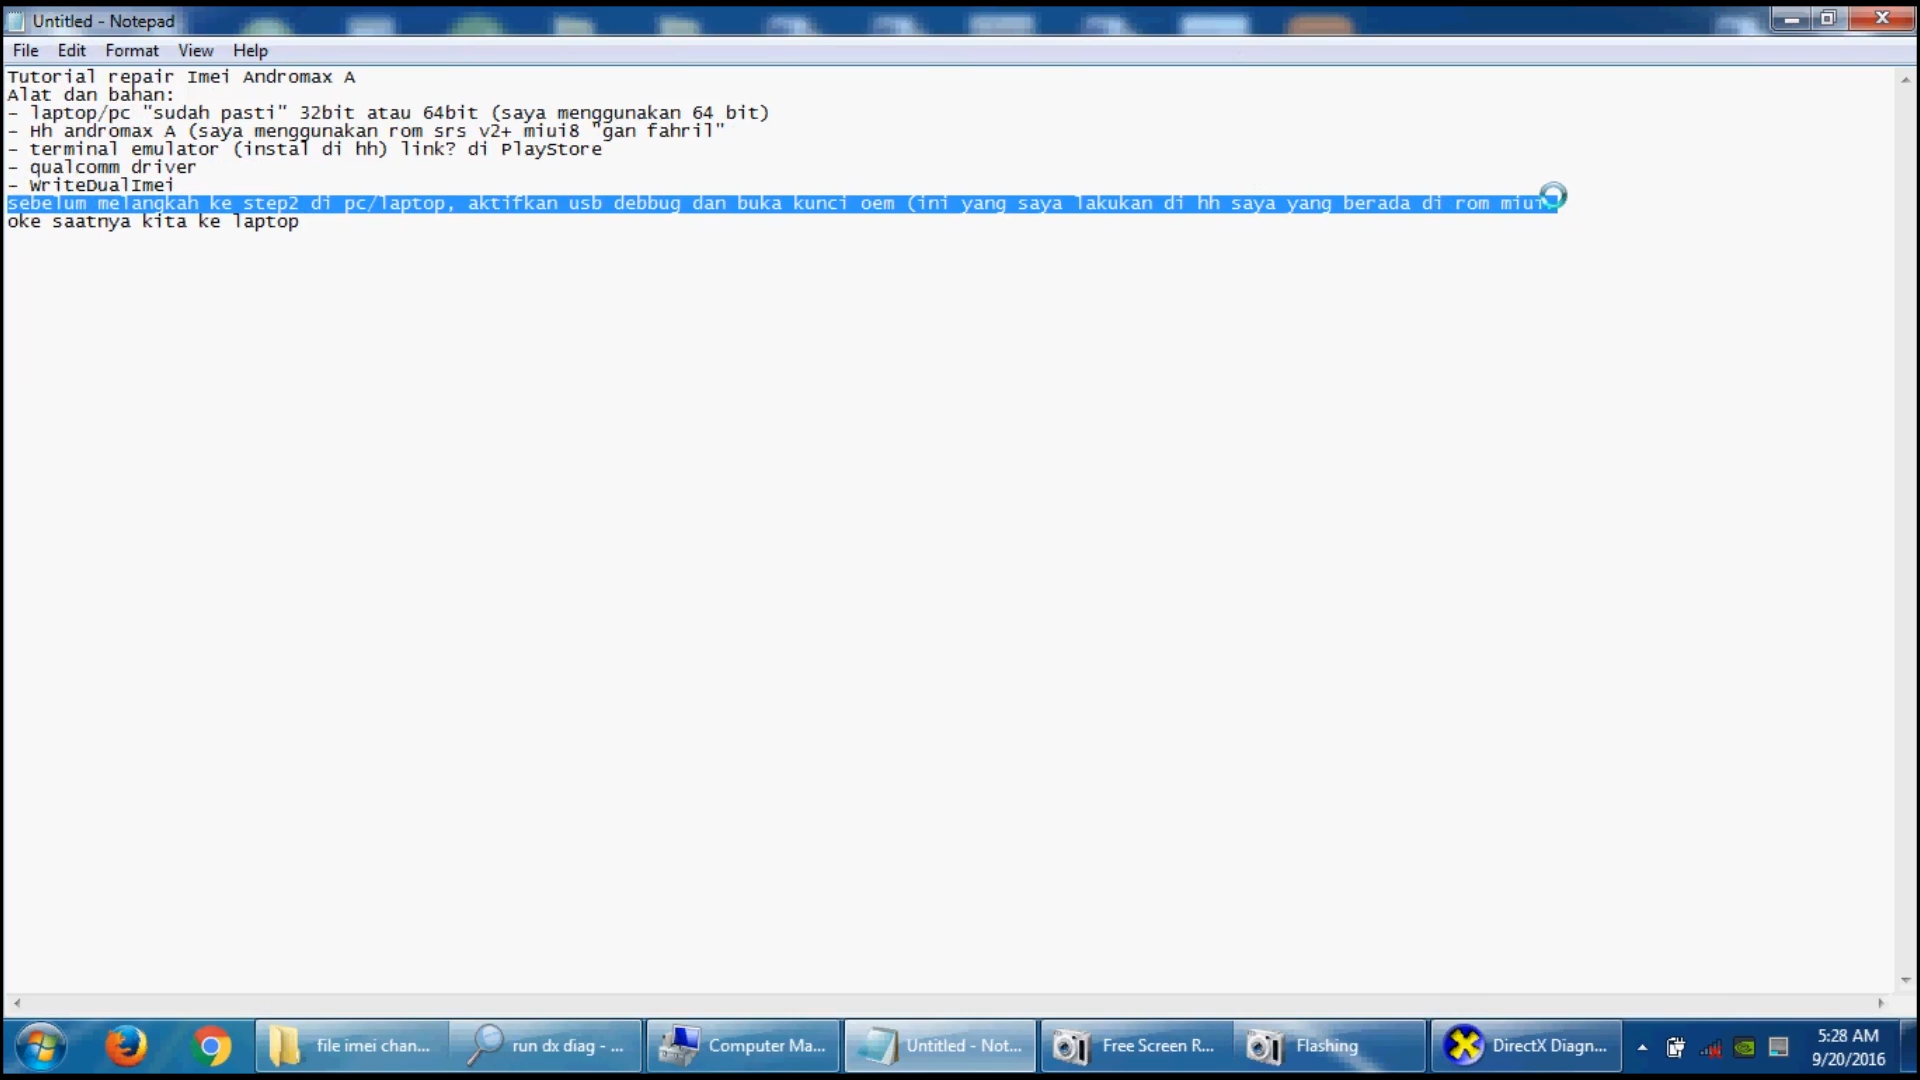 Untitled - Notepad
File Edit Format View Help
Tutorial repair Imei Andromax A
Alat dan bahan:
- laptop/pc "sudah pasti" 32bit atau 64bit (saya menggunakan 64 bit)
- Hh andromax A (saya menggunakan rom srs v2+ miui8 "gan fahril"
- terminal emulator (instal di hh) link? di PlayStore
- qualcomm driver
- WriteDualImei
sebelum melangkah ke step2 di pc/laptop, aktifkan usb debbug dan buka kunci oem (ini yang saya lakukan di hh saya yang berada di rom miui
oke saatnya kita ke laptop
file imei chan... run dx diag - ... Computer Ma... Untitled - Not... Free Screen R... Flashing DirectX Diagn... 5:28 AM
9/20/2016